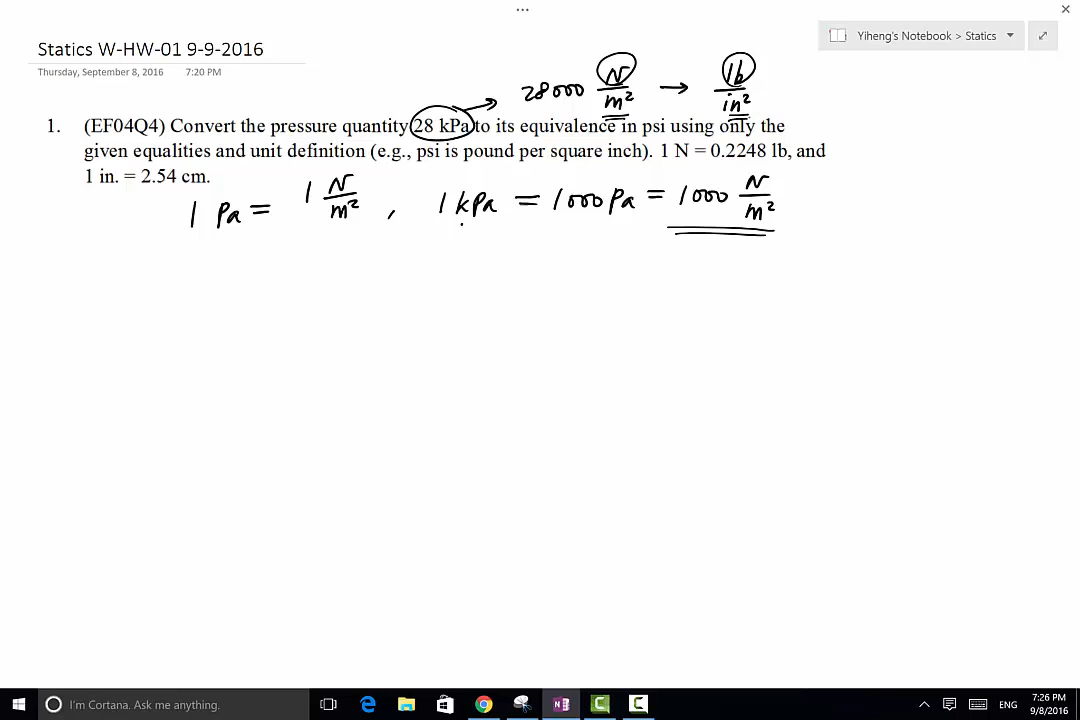 Statics W-HW-01 9-9-2016
Thursday, September 8, 2016 7:20 PM
Yiheng's Notebook > Statics
28000 N/m² → lb/in²
1. (EF04Q4) Convert the pressure quantity 28 kPa to its equivalence in psi using only the
given equalities and unit definition (e.g., psi is pound per square inch). 1 N = 0.2248 lb, and
1 in. = 2.54 cm.
1 Pa = 1 N/m² , 1 kPa = 1000 Pa = 1000 N/m²
I'm Cortana. Ask me anything.
ENG
7:26 PM
9/8/2016